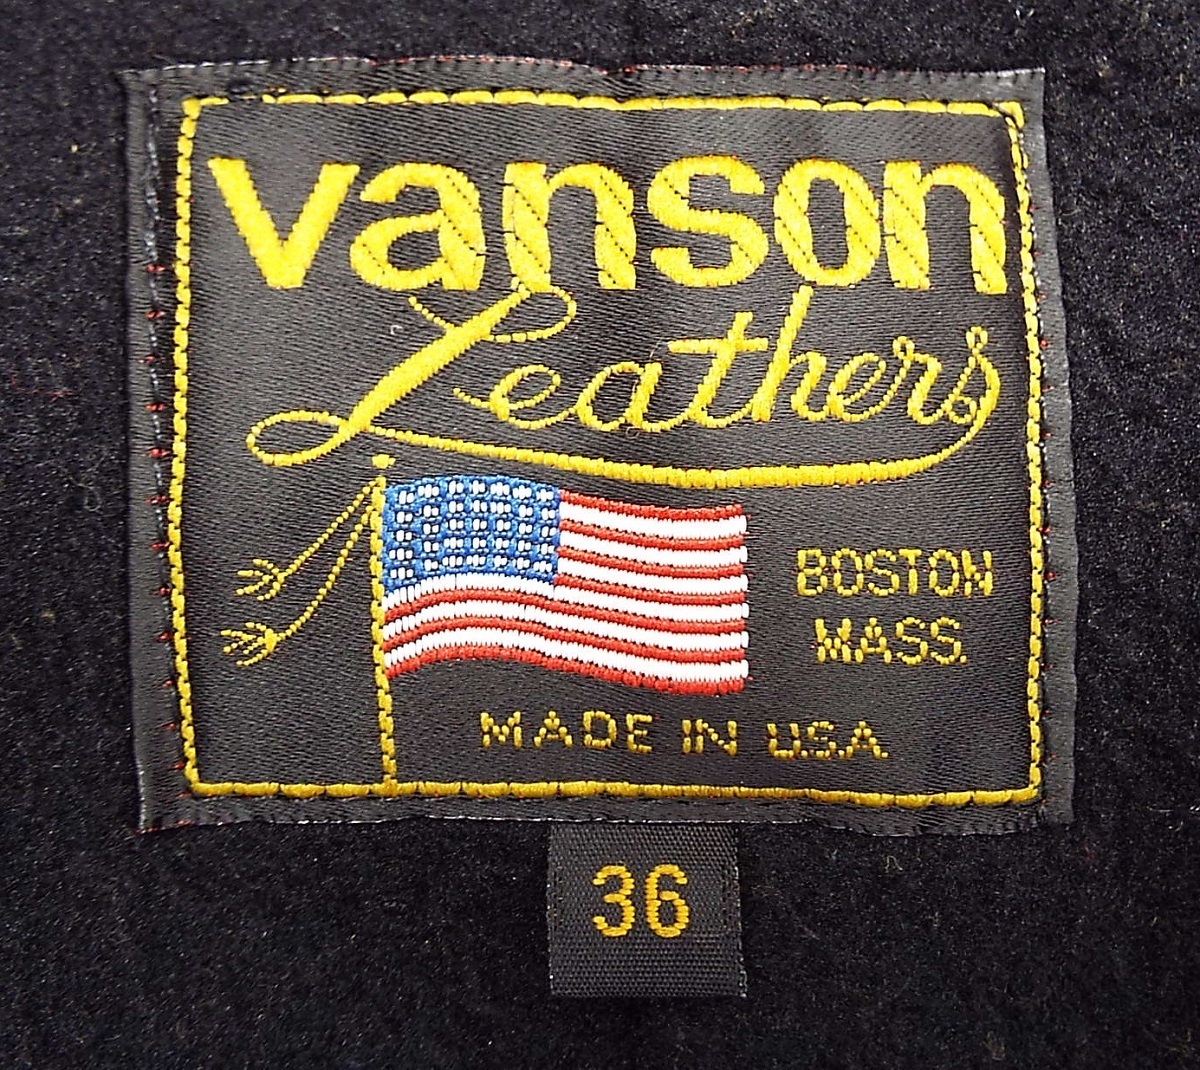 vanson
Leathers
BOSTON
MASS.
MADE IN U.S.A.
36